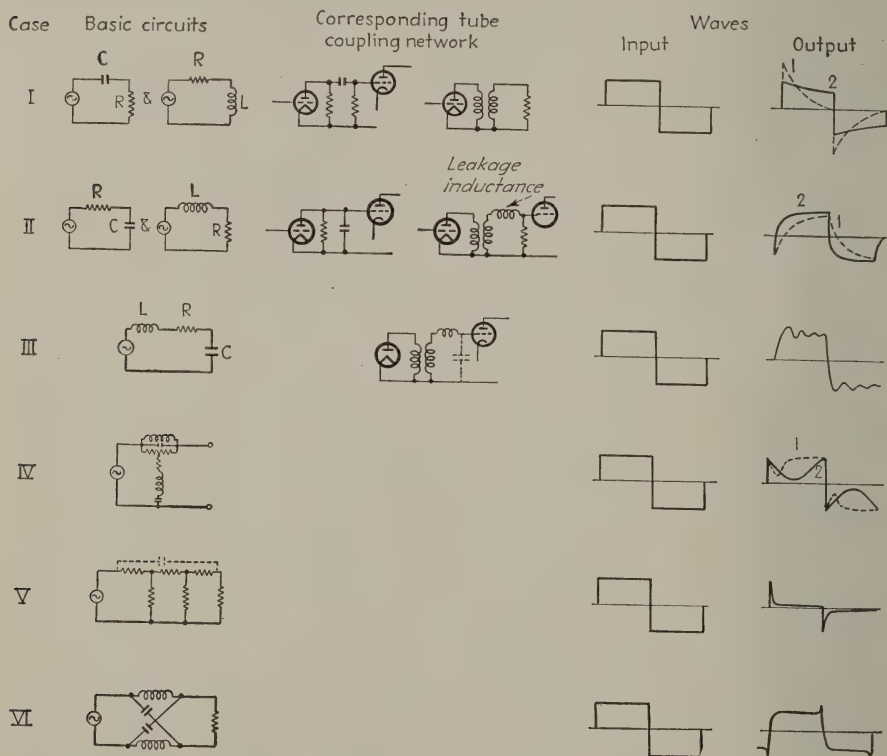 Case Basic circuits Corresponding tube coupling network Waves
Input Output
I C R & R L 1 2
II R C & L R Leakage inductance 2 1
III L R C
IV 1 2
V
VI